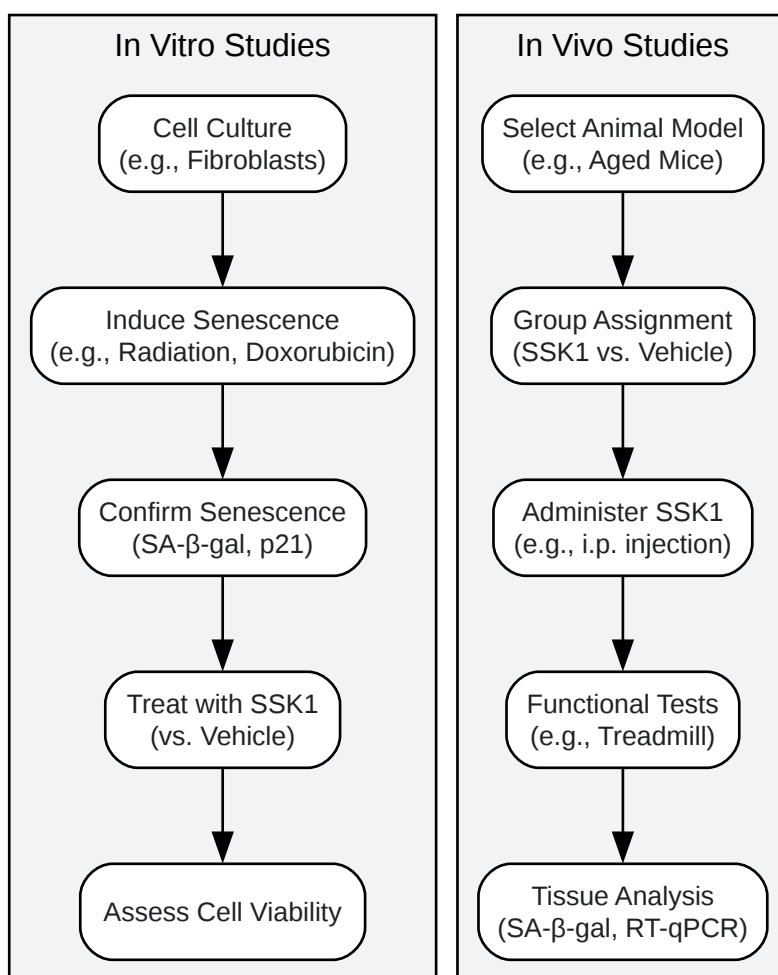 In Vitro Studies
Cell Culture
(e.g., Fibroblasts)
Induce Senescence
(e.g., Radiation, Doxorubicin)
Confirm Senescence
(SA-β-gal, p21)
Treat with SSK1
(vs. Vehicle)
Assess Cell Viability
In Vivo Studies
Select Animal Model
(e.g., Aged Mice)
Group Assignment
(SSK1 vs. Vehicle)
Administer SSK1
(e.g., i.p. injection)
Functional Tests
(e.g., Treadmill)
Tissue Analysis
(SA-β-gal, RT-qPCR)